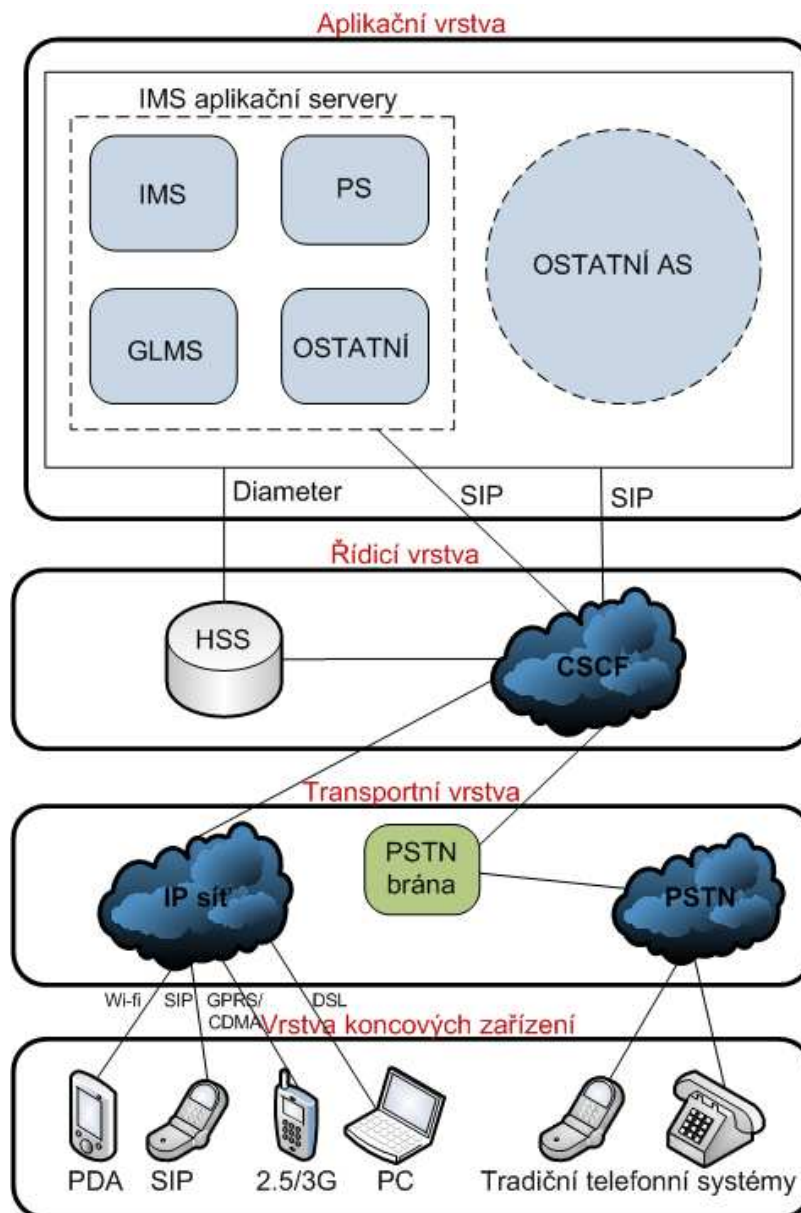 Aplikační vrstva
IMS aplikační servery
IMS
PS
OSTATNÍ AS
GLMS
OSTATNÍ
Diameter
SIP
SIP
Řídicí vrstva
HSS
CSCF
Transportní vrstva
IP síť
PSTN
brána
PSTN
Wi-fi
SIP
GPRS/
CDMA
DSL
Vrstva koncových zařízení
PDA
SIP
2.5/3G
PC
Tradiční telefonní systémy